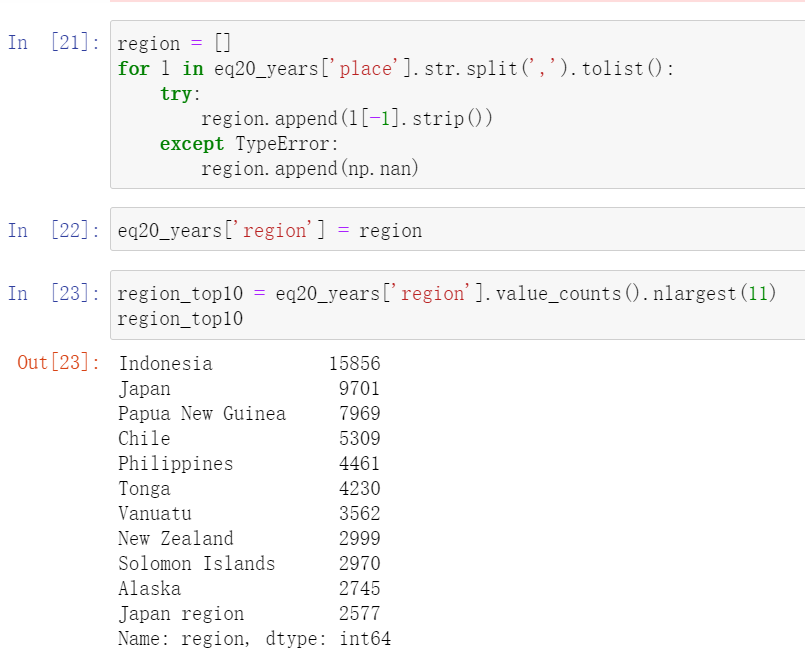 In [21]: region = []
for l in eq20_years['place'].str.split(',').tolist():
    try:
        region.append(l[-1].strip())
    except TypeError:
        region.append(np.nan)
In [22]: eq20_years['region'] = region
In [23]: region_top10 = eq20_years['region'].value_counts().nlargest(11)
region_top10
Out[23]: Indonesia 15856
Japan 9701
Papua New Guinea 7969
Chile 5309
Philippines 4461
Tonga 4230
Vanuatu 3562
New Zealand 2999
Solomon Islands 2970
Alaska 2745
Japan region 2577
Name: region, dtype: int64